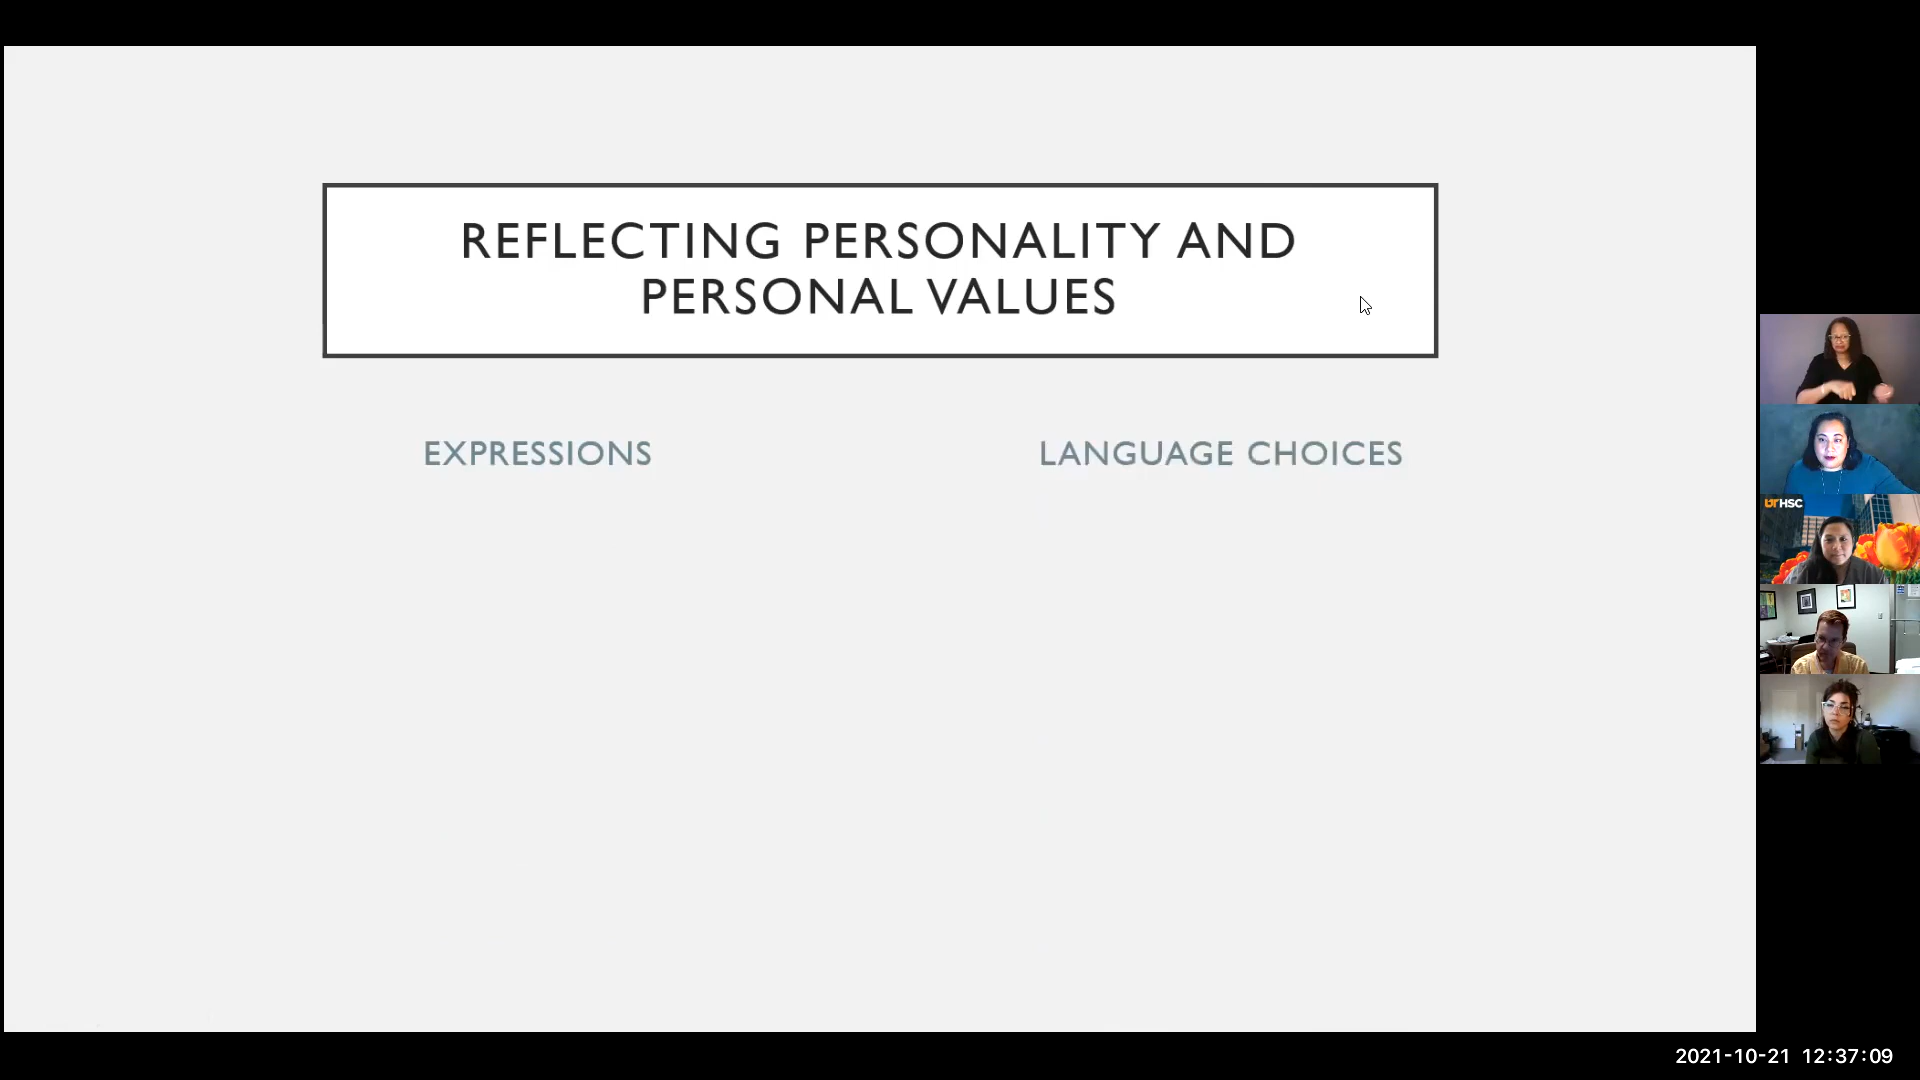 REFLECTING PERSONALITY AND
PERSONAL VALUES
EXPRESSIONS
LANGUAGE CHOICES
UTHSC
2021-10-21 12:37:09